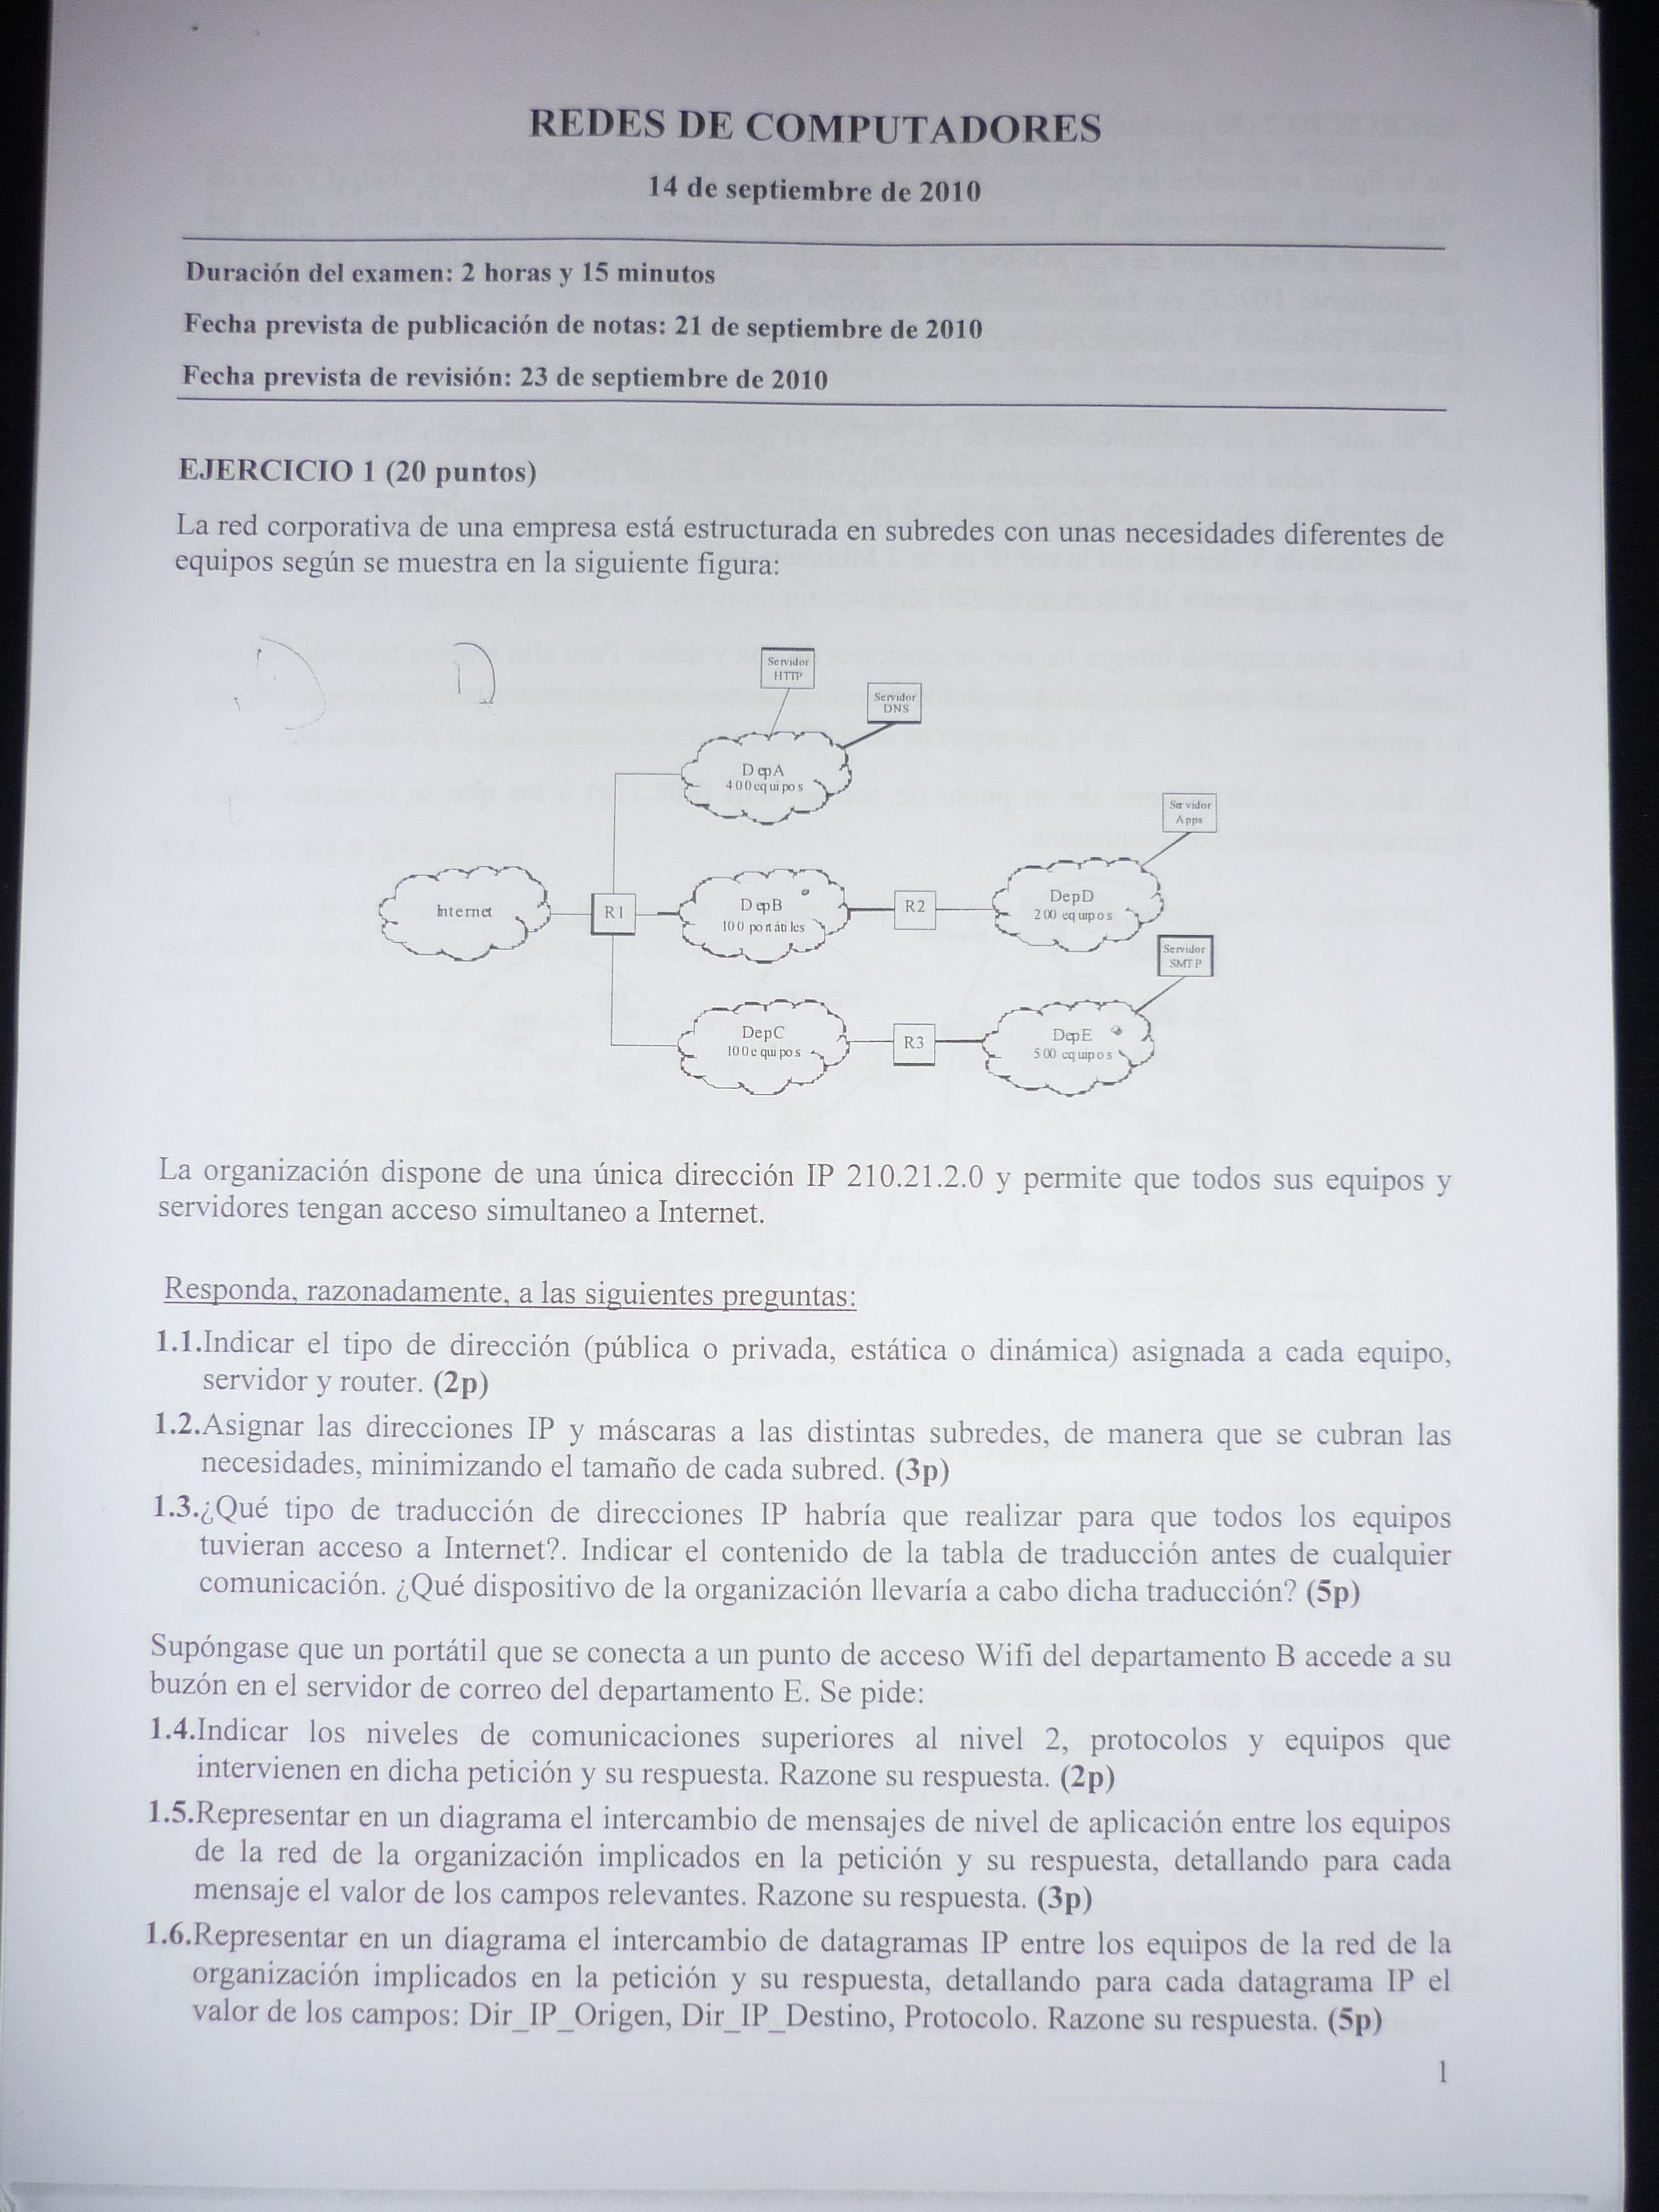 REDES DE COMPUTADORES
14 de septiembre de 2010
Duración del examen: 2 horas y 15 minutos
Fecha prevista de publicación de notas: 21 de septiembre de 2010
Fecha prevista de revisión: 23 de septiembre de 2010
EJERCICIO 1 (20 puntos)
La red corporativa de una empresa está estructurada en subredes con unas necesidades diferentes de
equipos según se muestra en la siguiente figura:
Servidor
HTTP
Servidor
DNS
DepA
400 equipos
Servidor
Apps
Internet
R1
DepB
100 portátiles
R2
DepD
200 equipos
Servidor
SMTP
DepC
100 equipos
R3
DepE
500 equipos
La organización dispone de una única dirección IP 210.21.2.0 y permite que todos sus equipos y
servidores tengan acceso simultaneo a Internet.
Responda, razonadamente, a las siguientes preguntas:
1.1.Indicar el tipo de dirección (pública o privada, estática o dinámica) asignada a cada equipo,
servidor y router. (2p)
1.2.Asignar las direcciones IP y máscaras a las distintas subredes, de manera que se cubran las
necesidades, minimizando el tamaño de cada subred. (3p)
1.3.¿Qué tipo de traducción de direcciones IP habría que realizar para que todos los equipos
tuvieran acceso a Internet?. Indicar el contenido de la tabla de traducción antes de cualquier
comunicación. ¿Qué dispositivo de la organización llevaría a cabo dicha traducción? (5p)
Supóngase que un portátil que se conecta a un punto de acceso Wifi del departamento B accede a su
buzón en el servidor de correo del departamento E. Se pide:
1.4.Indicar los niveles de comunicaciones superiores al nivel 2, protocolos y equipos que
intervienen en dicha petición y su respuesta. Razone su respuesta. (2p)
1.5.Representar en un diagrama el intercambio de mensajes de nivel de aplicación entre los equipos
de la red de la organización implicados en la petición y su respuesta, detallando para cada
mensaje el valor de los campos relevantes. Razone su respuesta. (3p)
1.6.Representar en un diagrama el intercambio de datagramas IP entre los equipos de la red de la
organización implicados en la petición y su respuesta, detallando para cada datagrama IP el
valor de los campos: Dir_IP_Origen, Dir_IP_Destino, Protocolo. Razone su respuesta. (5p)
1